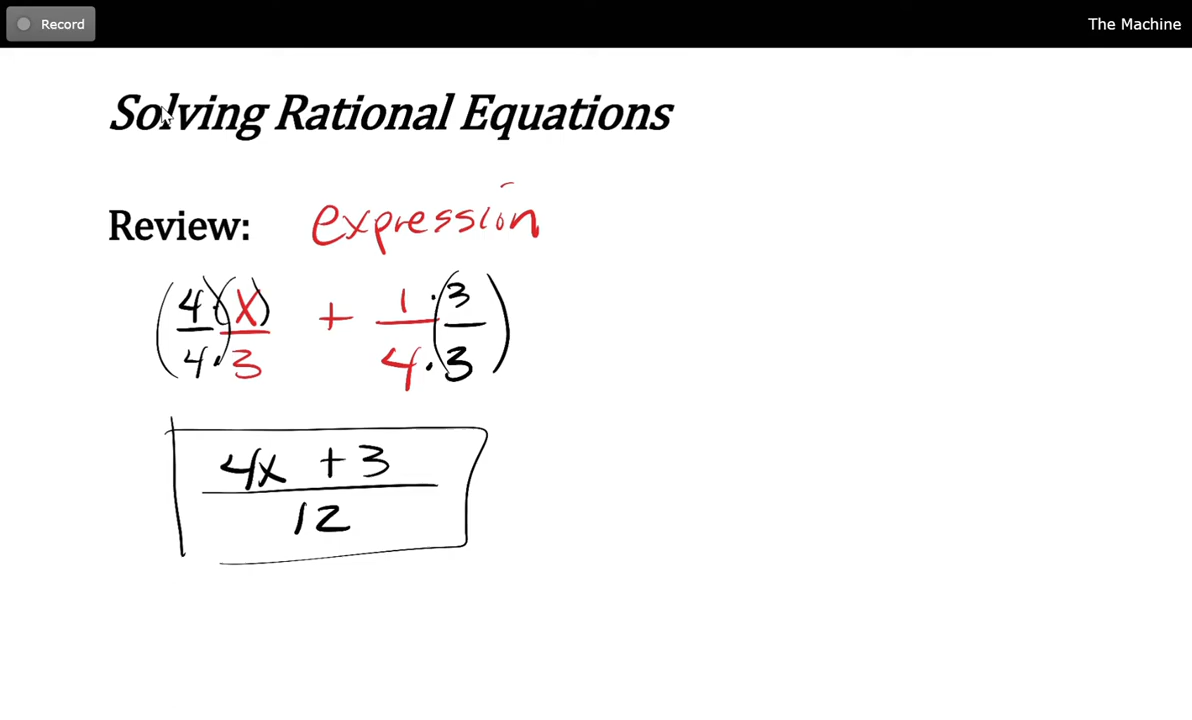 Record
The Machine
Solving Rational Equations
Review: expression
(4/4)·(x)/3 + 1/4·(3/3)
4x + 3
12